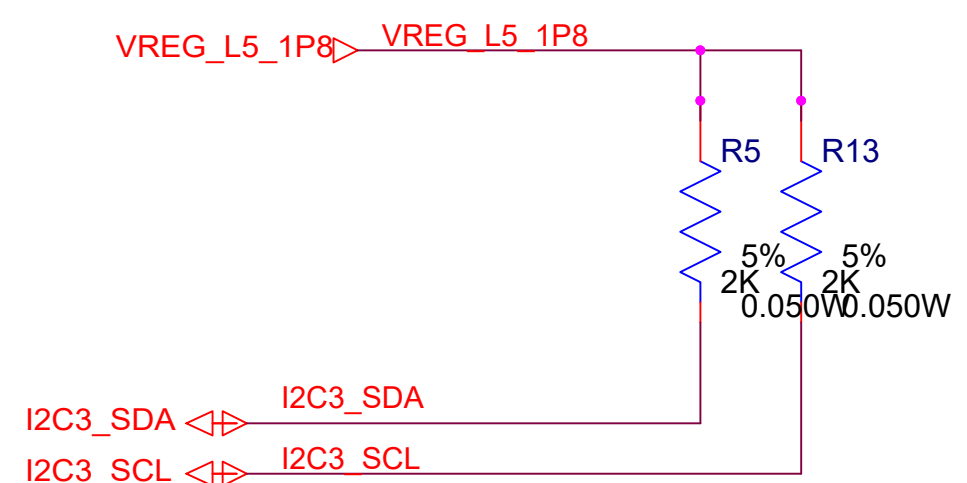 VREG_L5_1P8 VREG_L5_1P8
R5 R13
5% 5%
2K 2K
0.050W 0.050W
I2C3_SDA I2C3_SDA
I2C3_SCL I2C3_SCL